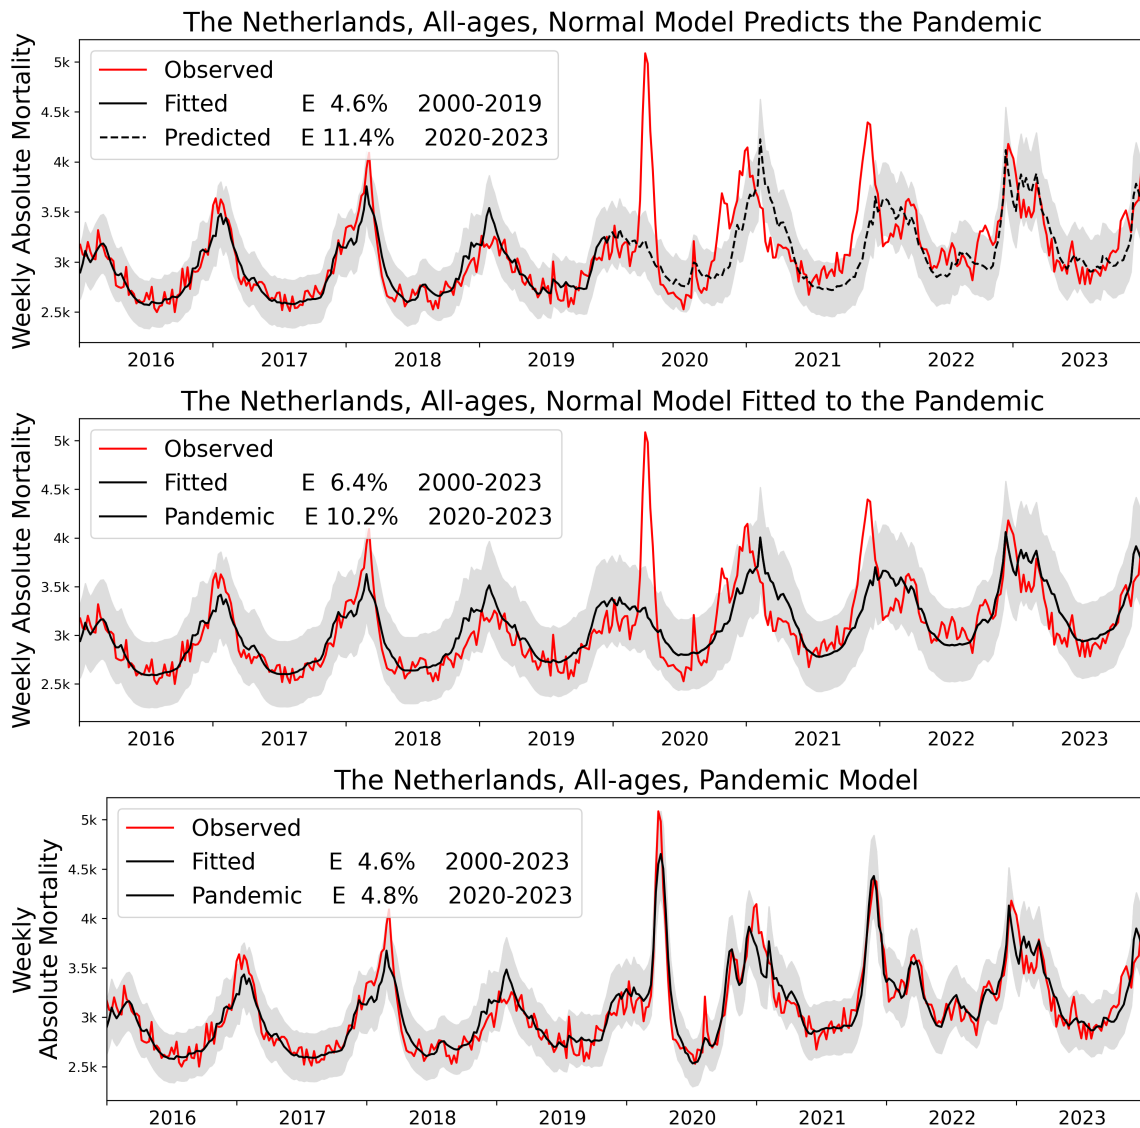 The Netherlands, All-ages, Normal Model Predicts the Pandemic
Weekly Absolute Mortality
Observed
Fitted E 4.6% 2000-2019
Predicted E 11.4% 2020-2023
5k
4.5k
4k
3.5k
3k
2.5k
2016 2017 2018 2019 2020 2021 2022 2023
The Netherlands, All-ages, Normal Model Fitted to the Pandemic
Weekly Absolute Mortality
Observed
Fitted E 6.4% 2000-2023
Pandemic E 10.2% 2020-2023
5k
4.5k
4k
3.5k
3k
2.5k
2016 2017 2018 2019 2020 2021 2022 2023
The Netherlands, All-ages, Pandemic Model
Weekly
Absolute Mortality
Observed
Fitted E 4.6% 2000-2023
Pandemic E 4.8% 2020-2023
5k
4.5k
4k
3.5k
3k
2.5k
2016 2017 2018 2019 2020 2021 2022 2023